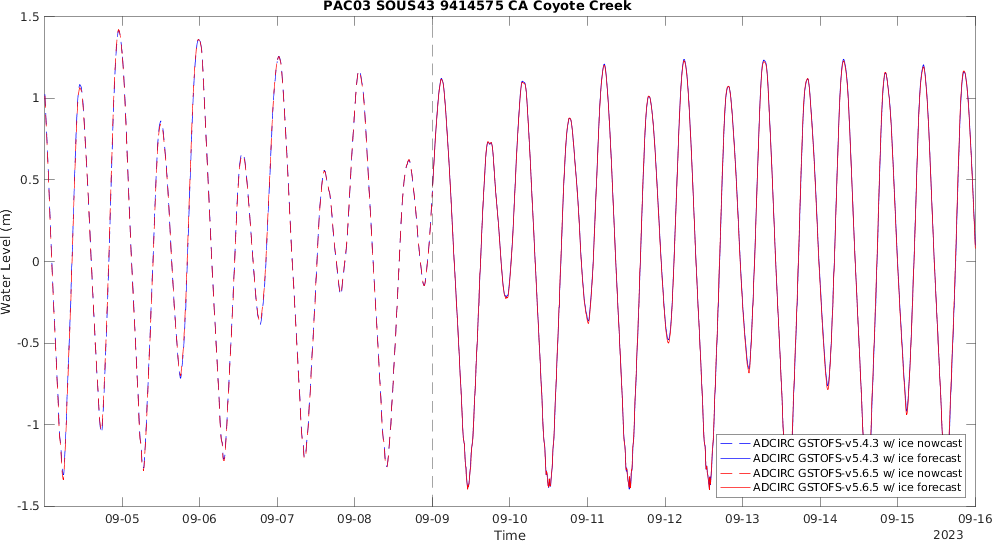 PAC03 SOUS43 9414575 CA Coyote Creek
1.5
1
0.5
0
-0.5
-1
-1.5
Water Level (m)
ADCIRC GSTOFS-v5.4.3 w/ ice nowcast
ADCIRC GSTOFS-v5.4.3 w/ ice forecast
ADCIRC GSTOFS-v5.6.5 w/ ice nowcast
ADCIRC GSTOFS-v5.6.5 w/ ice forecast
09-05 09-06 09-07 09-08 09-09 09-10 09-11 09-12 09-13 09-14 09-15 09-16
Time
2023